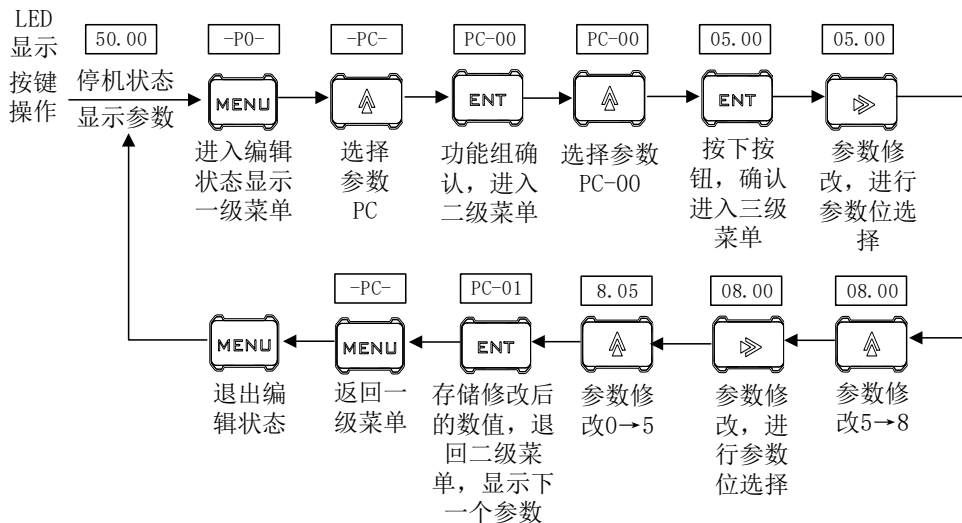 LED
显示
按键
操作
50.00
-P0-
-PC-
PC-00
PC-00
05.00
05.00
停机状态
显示参数
MENU
ENT
ENT
进入编
辑
状态显示
一级菜单
选择
参数
PC
功能组确
认，进入
二级菜单
选择参数
PC-00
按下按
钮，确认
进入三级
菜单
参数修
改，进行
参数位选
择
-PC-
PC-01
8.05
08.00
08.00
MENU
MENU
ENT
退出编
辑状态
返回一
级菜单
存储修改后
的数值，退
回二级菜
单，显示下
一个参数
参数修
改0→5
参数修
改，进
行参数
位选择
参数修
改5→8